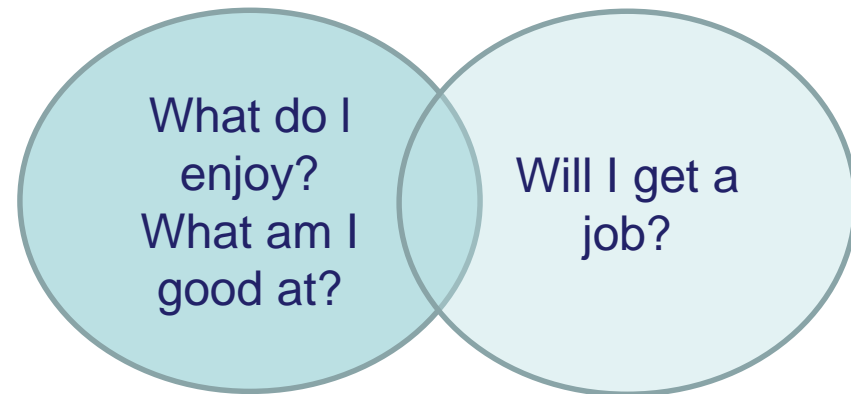 What do I
enjoy?
What am I
good at?
Will I get a
job?